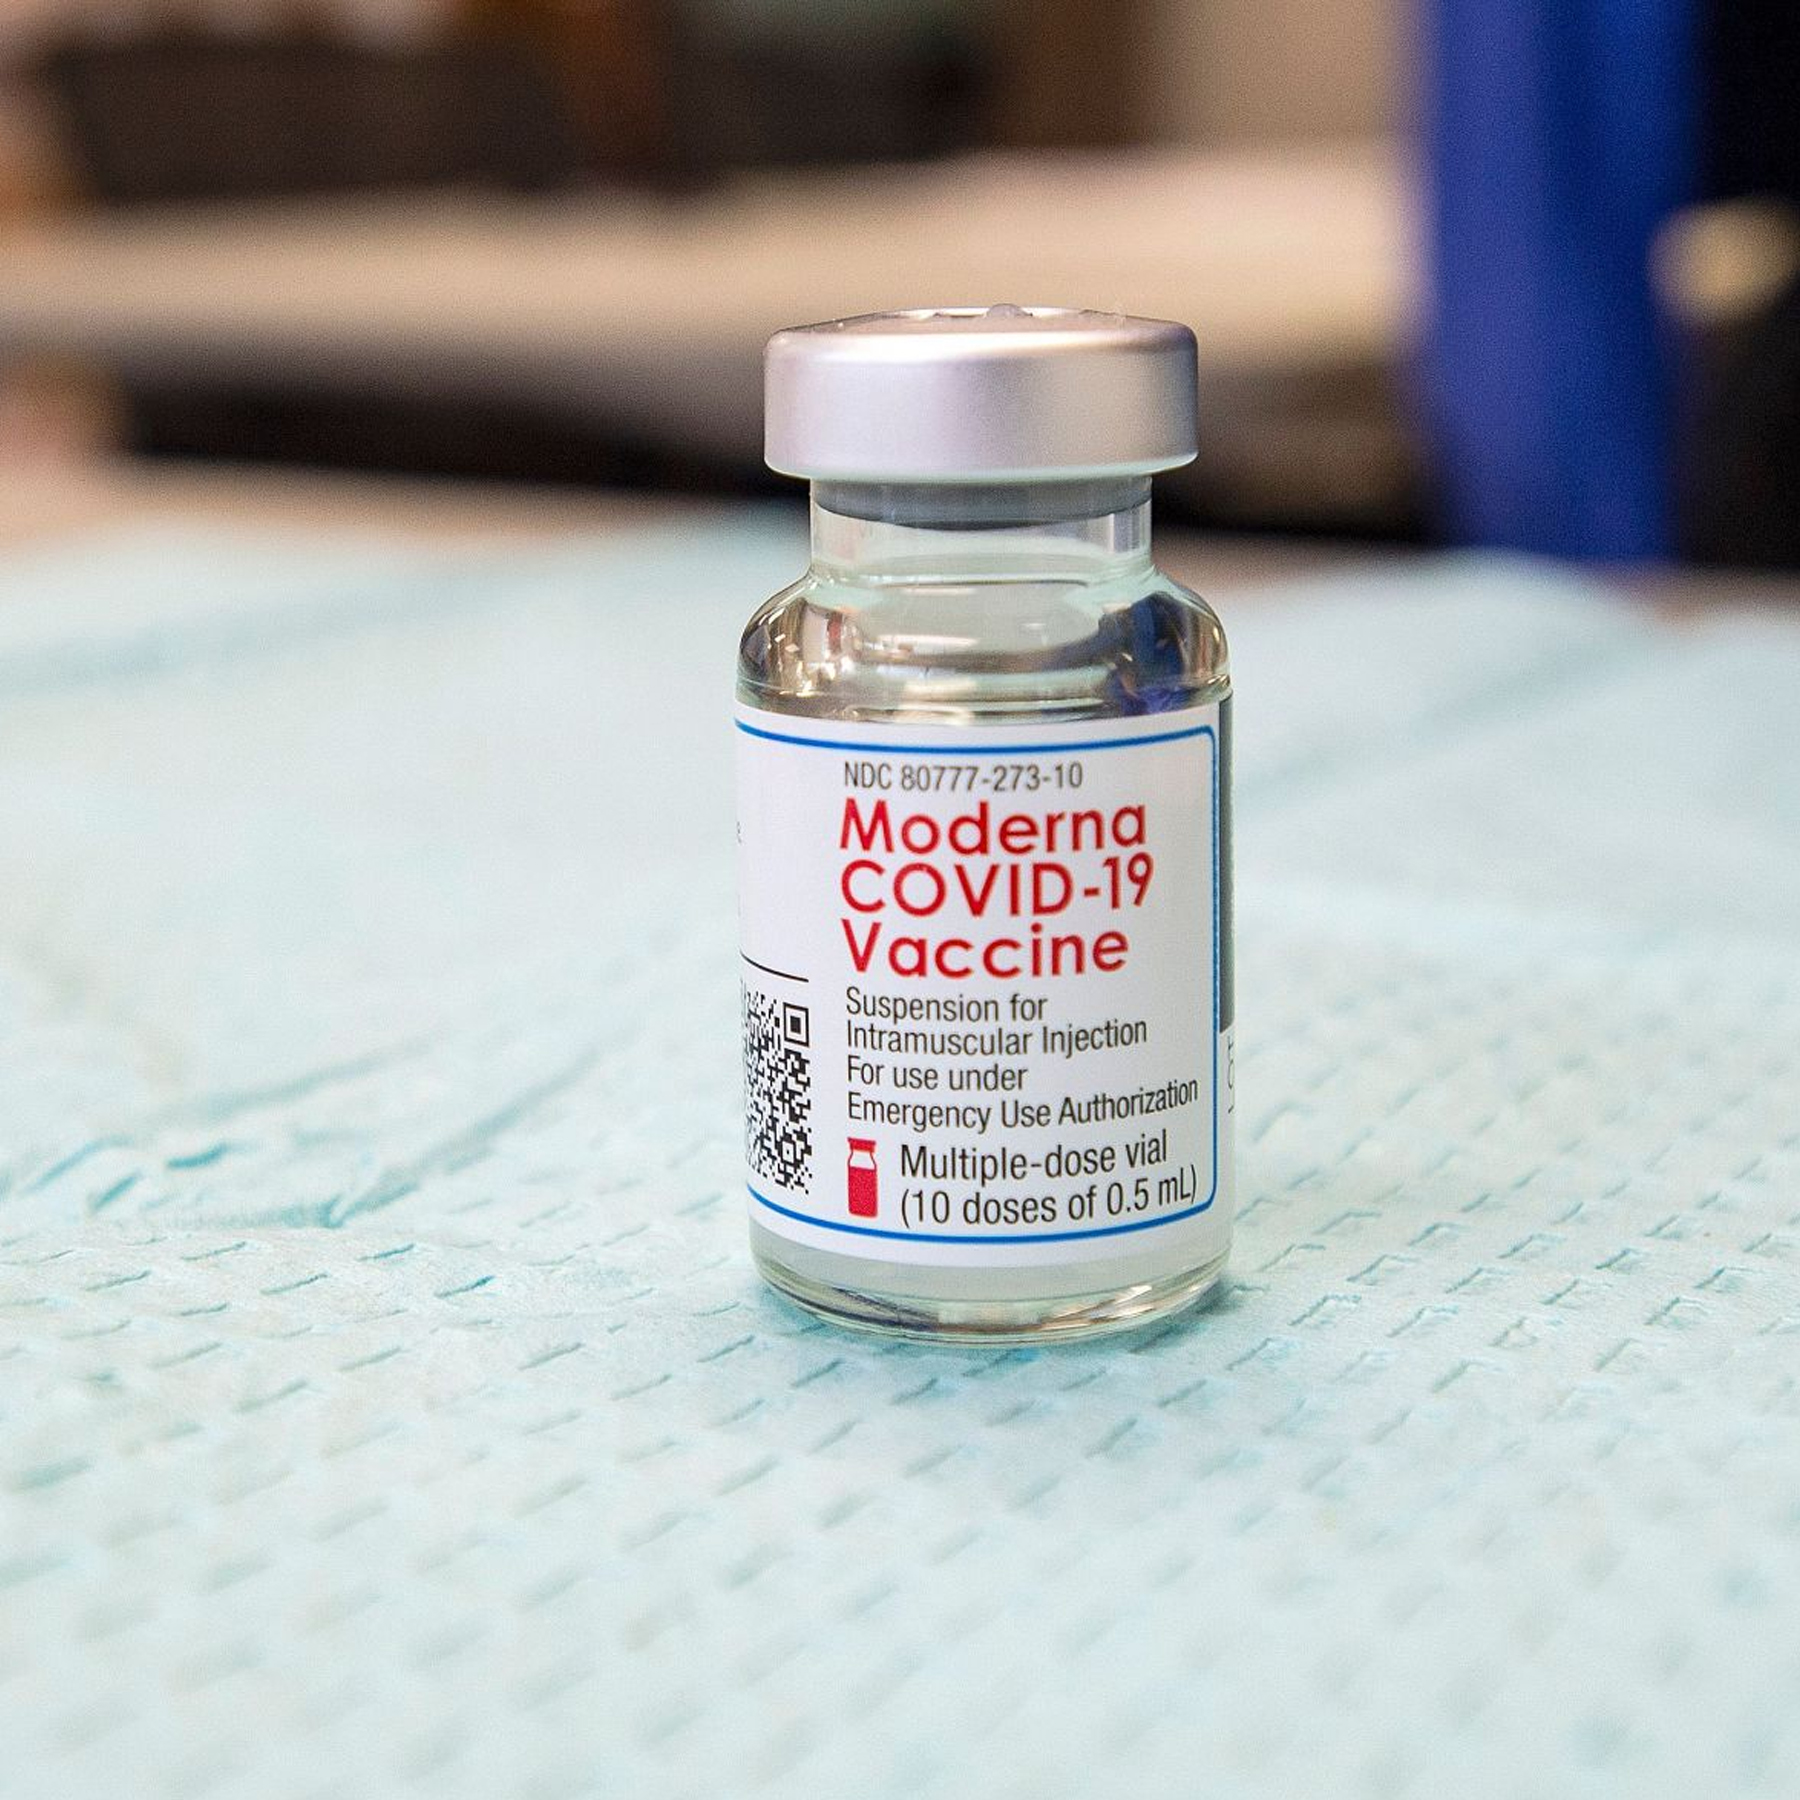 NDC 80777-273-10
Moderna
COVID-19
Vaccine
Suspension for
Intramuscular Injection
For use under
Emergency Use Authorization
Multiple-dose vial
(10 doses of 0.5 mL)